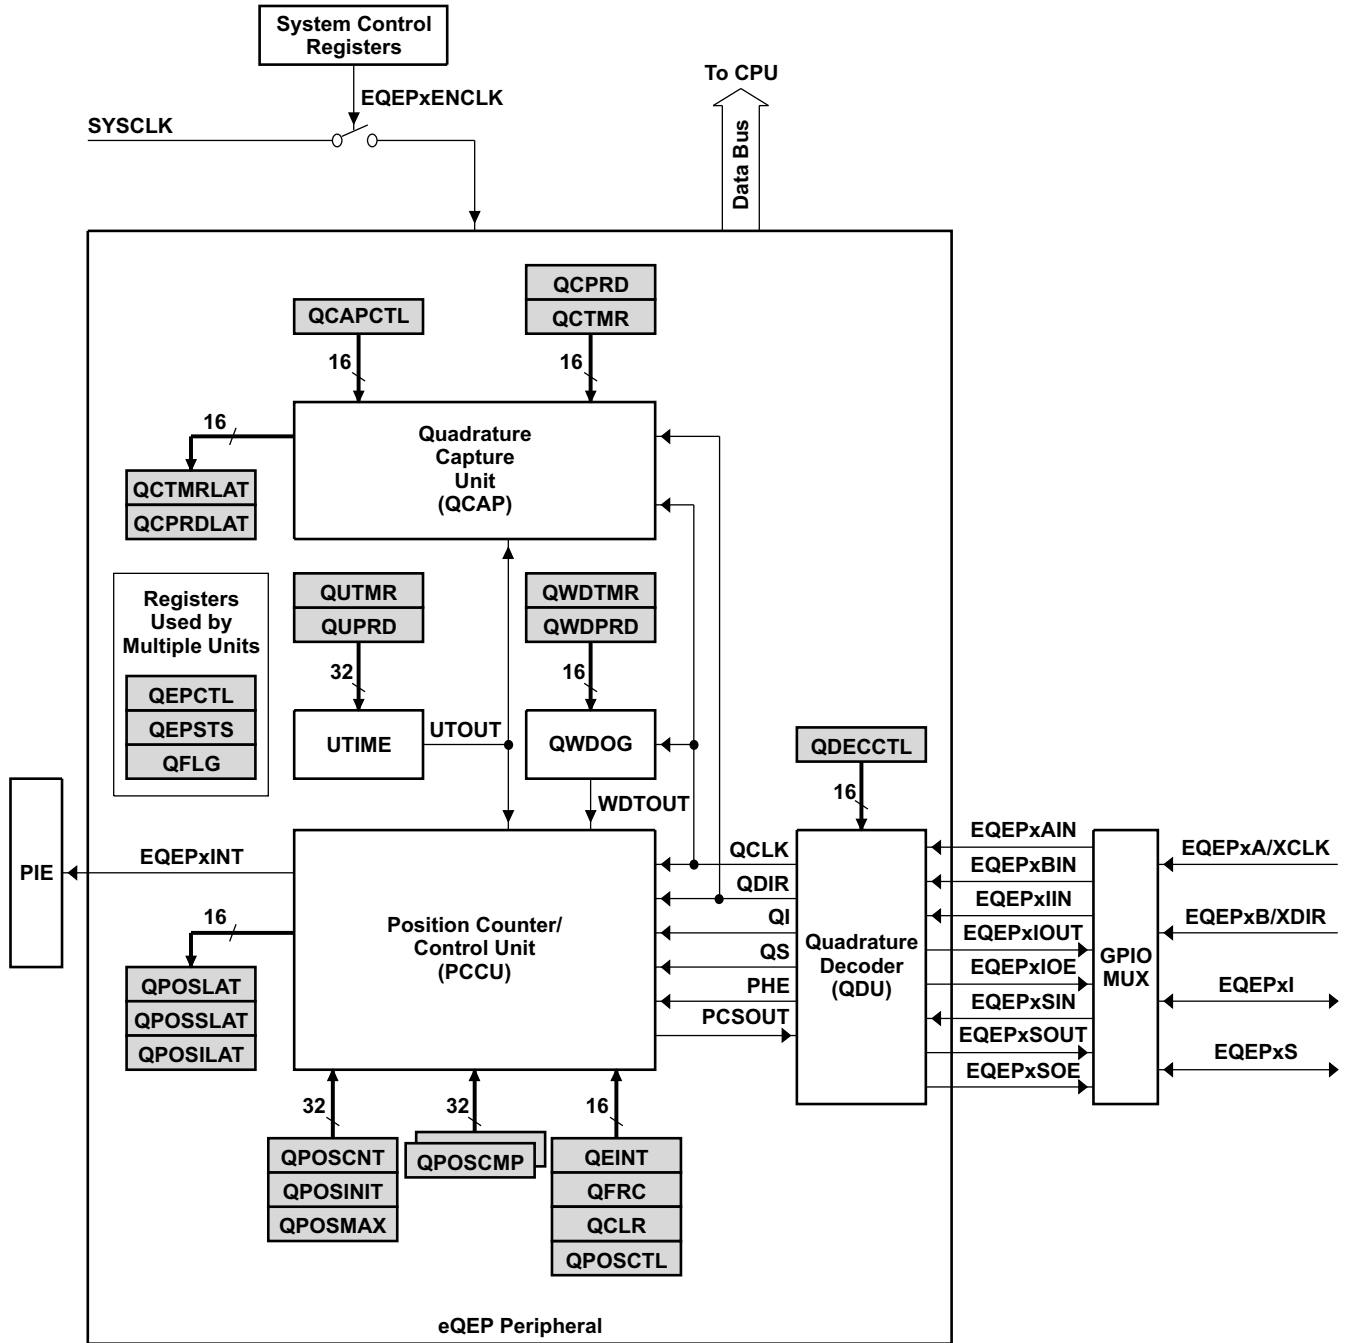 System Control
Registers
To CPU
EQEPxENCLK
SYSCLK
Data Bus
QCPRD
QCTMR
QCAPCTL
16
16
16
Quadrature
Capture
Unit
(QCAP)
QCTMRLAT
QCPRDLAT
Registers
Used by
Multiple Units
QEPCTL
QEPSTS
QFLG
QUTMR
QUPRD
QWDTMR
QWDPRD
32
16
UTIME
UTOUT
QWDOG
WDTOUT
QDECCTL
16
PIE
EQEPxINT
16
Position Counter/
Control Unit
(PCCU)
QCLK
QDIR
QI
QS
PHE
PCSOUT
Quadrature
Decoder
(QDU)
EQEPxAIN
EQEPxBIN
EQEPxIIN
EQEPxIOUT
EQEPxIOE
EQEPxSIN
EQEPxSOUT
EQEPxSOE
GPIO
MUX
EQEPxA/XCLK
EQEPxB/XDIR
EQEPxI
EQEPxS
QPOSLAT
QPOSSLAT
QPOSILAT
32
32
16
QPOSCNT
QPOSINIT
QPOSMAX
QPOSCMP
QEINT
QFRC
QCLR
QPOSCTL
eQEP Peripheral